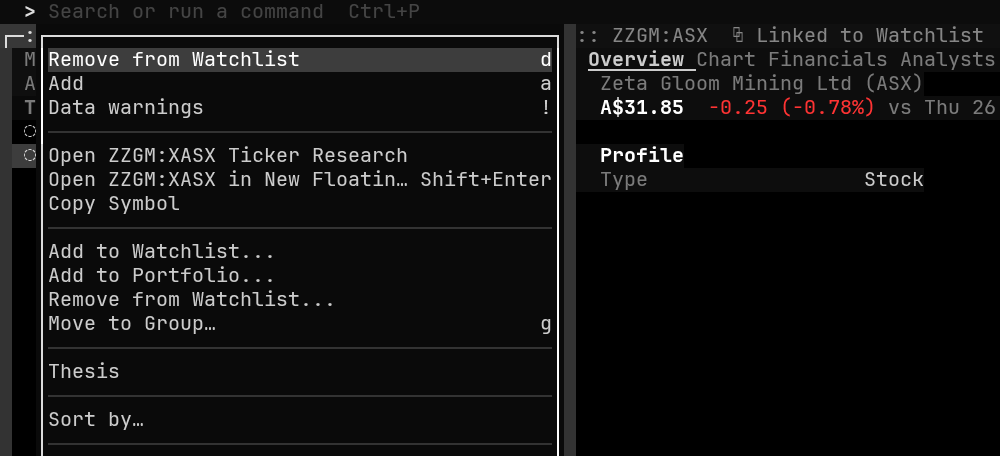 > Search or run a command  Ctrl+P
:
M
A
T
Remove from Watchlist d
Add a
Data warnings !
Open ZZGM:XASX Ticker Research
Open ZZGM:XASX in New Floatin… Shift+Enter
Copy Symbol
Add to Watchlist...
Add to Portfolio...
Remove from Watchlist...
Move to Group… g
Thesis
Sort by…
:: ZZGM:ASX Linked to Watchlist
Overview Chart Financials Analysts
Zeta Gloom Mining Ltd (ASX)
A$31.85 -0.25 (-0.78%) vs Thu 26
Profile
Type Stock